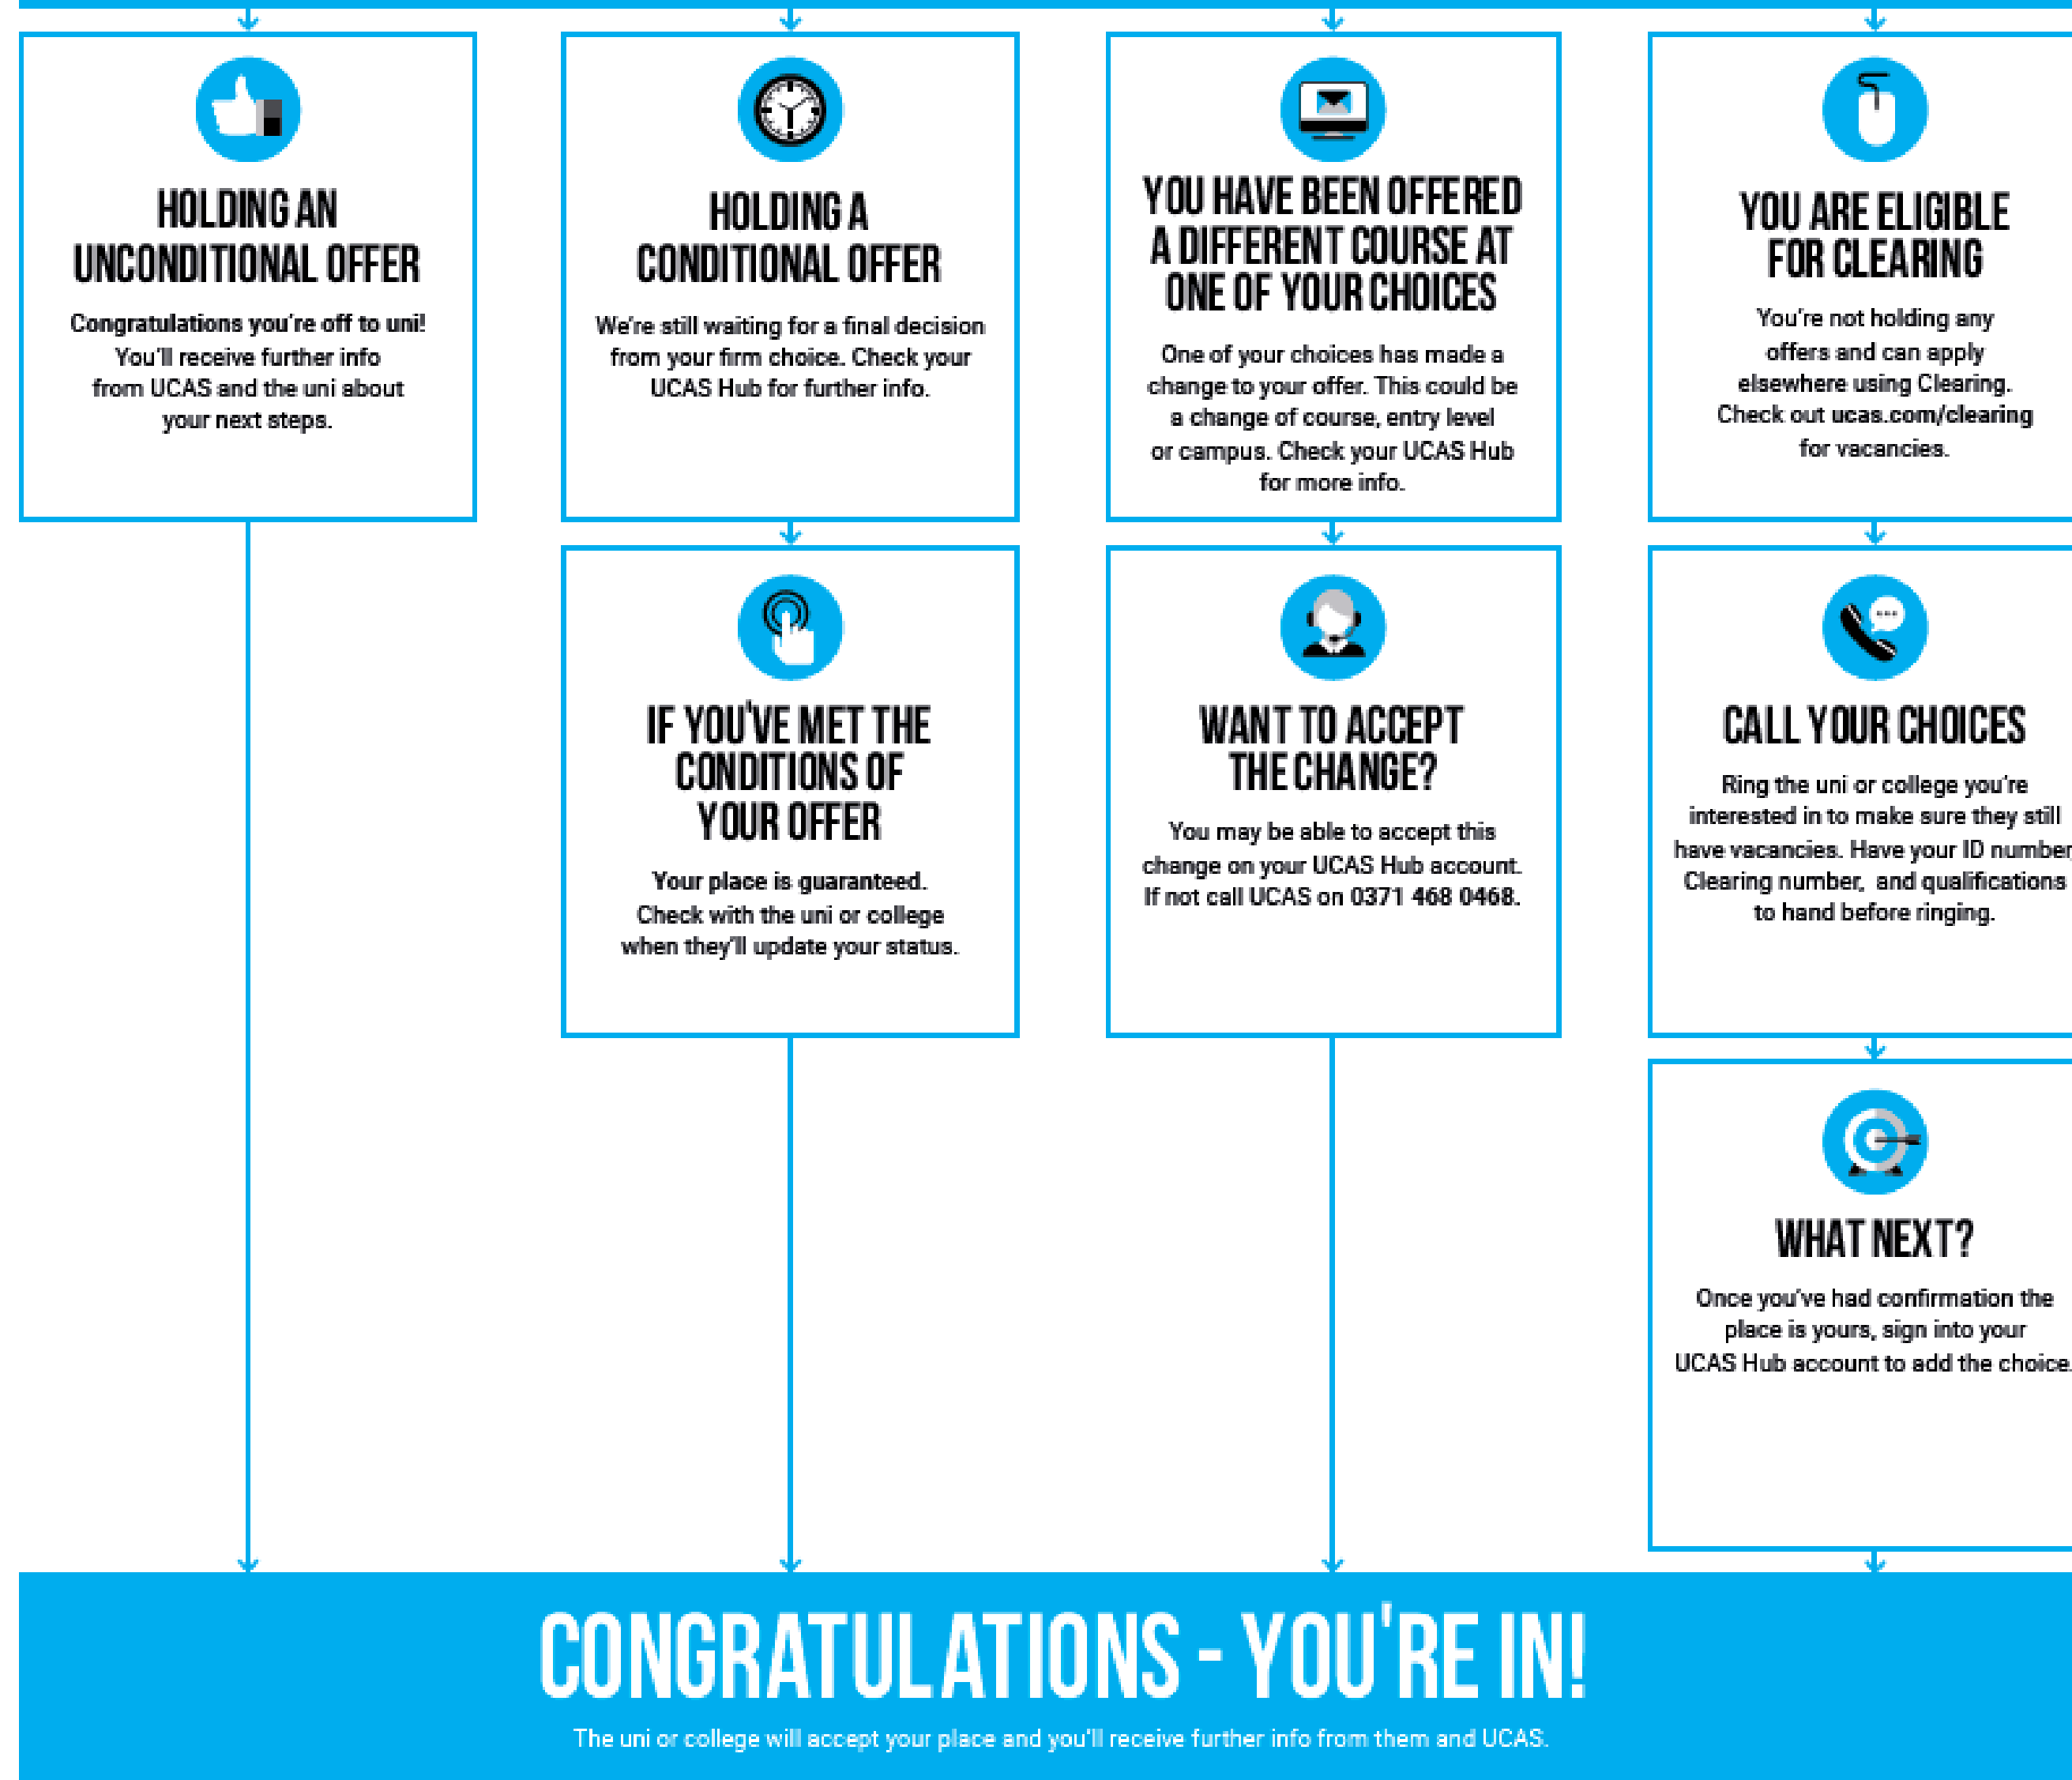 HOLDING AN
UNCONDITIONAL OFFER
Congratulations you're off to uni!
You'll receive further info
from UCAS and the uni about
your next steps.
HOLDING A
CONDITIONAL OFFER
We're still waiting for a final decision
from your firm choice. Check your
UCAS Hub for further info.
YOU HAVE BEEN OFFERED
A DIFFERENT COURSE AT
ONE OF YOUR CHOICES
One of your choices has made a
change to your offer. This could be
a change of course, entry level
or campus. Check your UCAS Hub
for more info.
YOU ARE ELIGIBLE
FOR CLEARING
You're not holding any
offers and can apply
elsewhere using Clearing.
Check out ucas.com/clearing
for vacancies.
IF YOU'VE MET THE
CONDITIONS OF
YOUR OFFER
Your place is guaranteed.
Check with the uni or college
when they'll update your status.
WANT TO ACCEPT
THE CHANGE?
You may be able to accept this
change on your UCAS Hub account.
If not call UCAS on 0371 468 0468.
CALL YOUR CHOICES
Ring the uni or college you're
interested in to make sure they still
have vacancies. Have your ID number,
Clearing number, and qualifications
to hand before ringing.
WHAT NEXT?
Once you've had confirmation the
place is yours, sign into your
UCAS Hub account to add the choice.
CONGRATULATIONS - YOU'RE IN!
The uni or college will accept your place and you'll receive further info from them and UCAS.